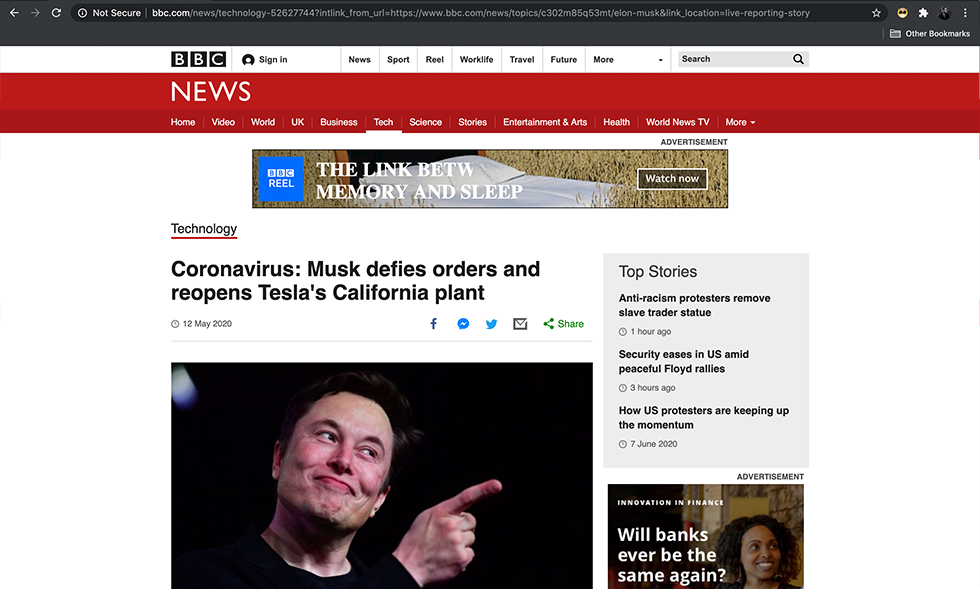 Not Secure | bbc.com/news/technology-52627744?intlink_from_url=https://www.bbc.com/news/topics/c302m85q53mt/elon-musk&link_location=live-reporting-story
Other Bookmarks
BBC Sign in News Sport Reel Worklife Travel Future More Search
NEWS
Home Video World UK Business Tech Science Stories Entertainment & Arts Health World News TV More
ADVERTISEMENT
BBC
REEL
THE LINK BETW
MEMORY AND SLEEP
Watch now
Technology
Coronavirus: Musk defies orders and
reopens Tesla's California plant
12 May 2020
Share
Top Stories
Anti-racism protesters remove
slave trader statue
1 hour ago
Security eases in US amid
peaceful Floyd rallies
3 hours ago
How US protesters are keeping up
the momentum
7 June 2020
ADVERTISEMENT
INNOVATION IN FINANCE
Will banks
ever be the
same again?